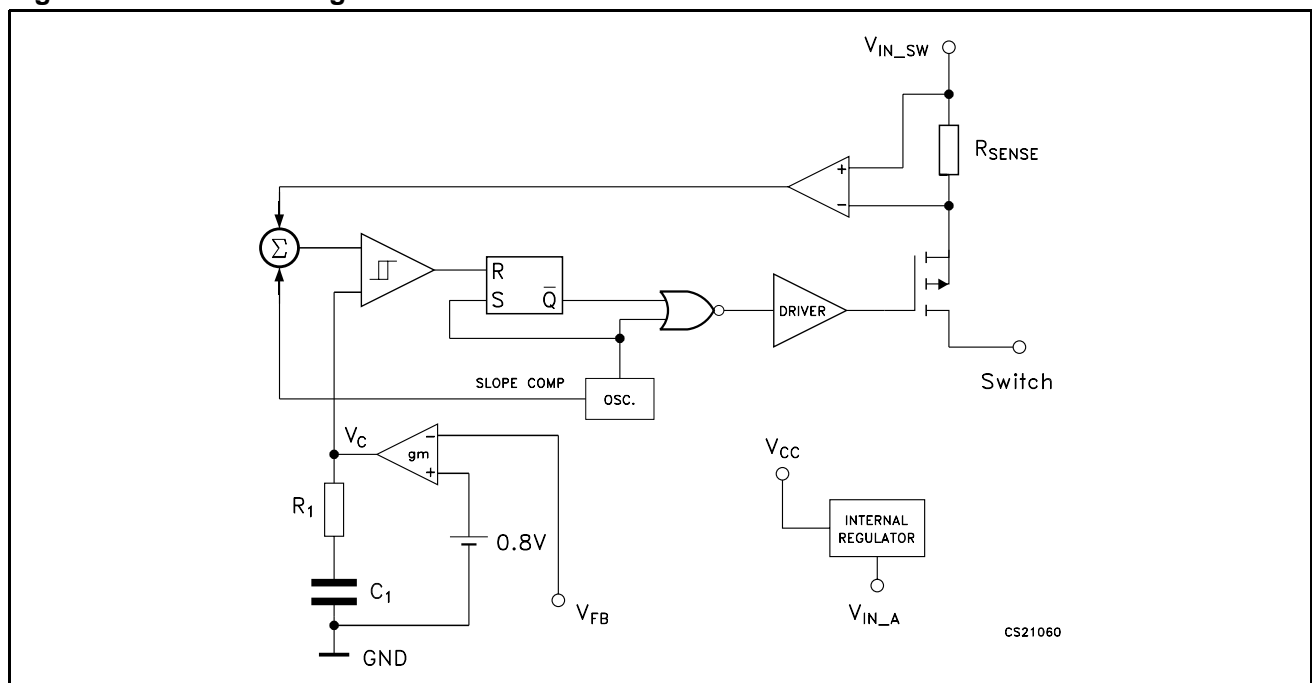 V_IN_SW
R_SENSE
+
−
Σ
R
S Q̅
DRIVER
Switch
SLOPE COMP
OSC.
V_C
−
gm
+
V_CC
R_1
INTERNAL
REGULATOR
0.8V
C_1
V_FB
V_IN_A
CS21060
GND